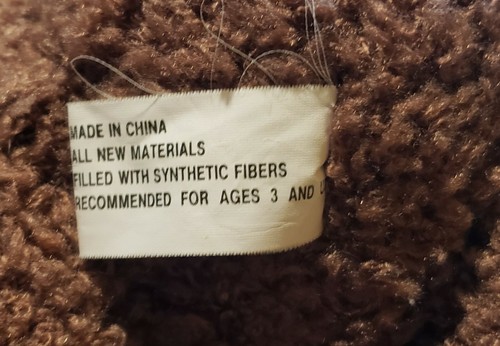 MADE IN CHINA
ALL NEW MATERIALS
FILLED WITH SYNTHETIC FIBERS
RECOMMENDED FOR AGES 3 AND